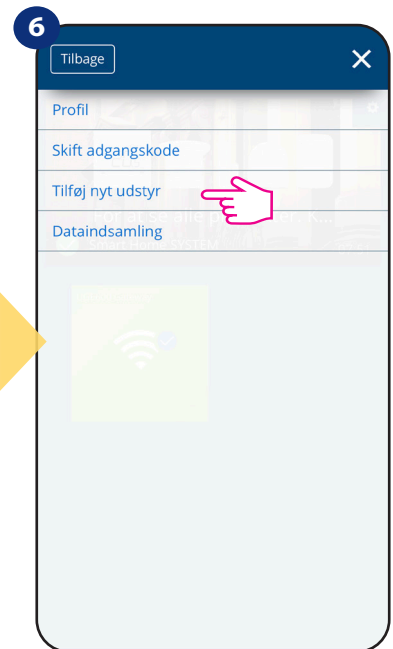 6
Tilbage
Profil
Skift adgangskode
Tilføj nyt udstyr
Dataindsamling